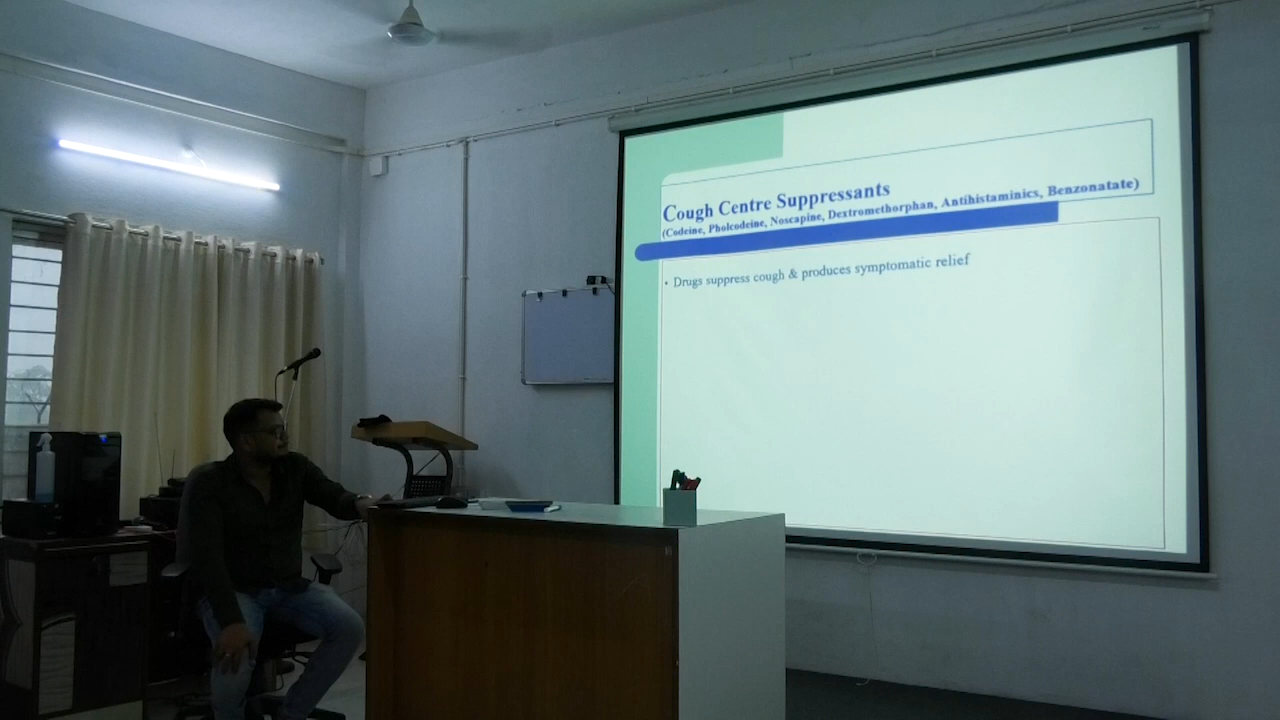 Cough Centre Suppressants
(Codeine, Pholcodeine, Noscapine, Dextromethorphan, Antihistaminics, Benzonatate)
• Drugs suppress cough & produces symptomatic relief